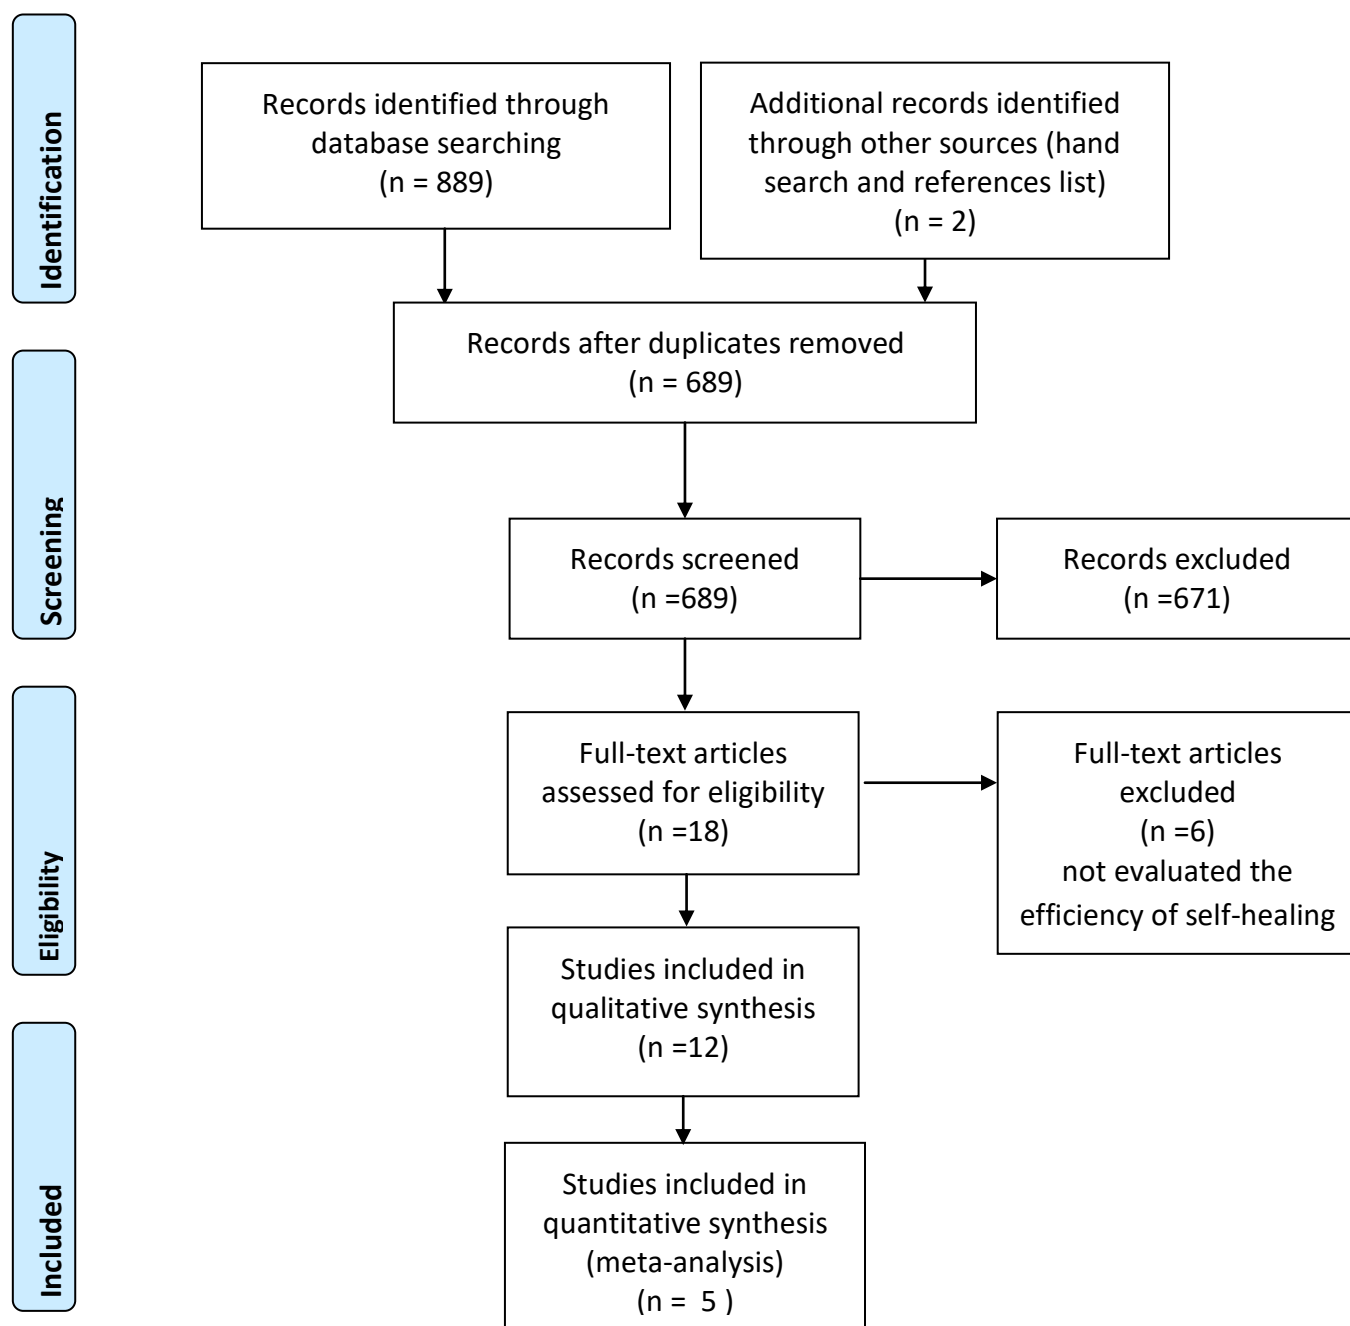 Identification
Records identified through
database searching
(n = 889)
Additional records identified
through other sources (hand
search and references list)
(n = 2)
Records after duplicates removed
(n = 689)
Screening
Records screened
(n =689)
Records excluded
(n =671)
Eligibility
Full-text articles
assessed for eligibility
(n =18)
Full-text articles
excluded
(n =6)
not evaluated the
efficiency of self-healing
Studies included in
qualitative synthesis
(n =12)
Included
Studies included in
quantitative synthesis
(meta-analysis)
(n = 5 )